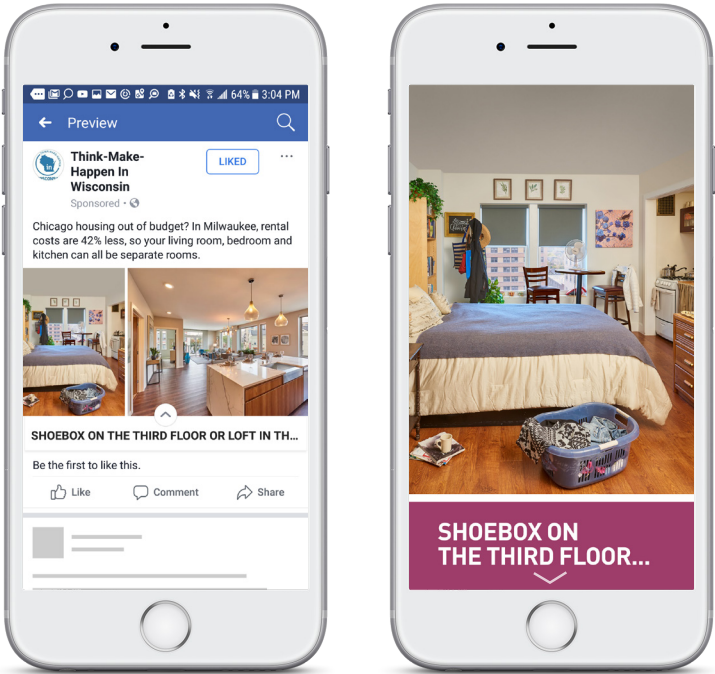 64% 3:04 PM
Preview
Think-Make-
Happen In
Wisconsin
LIKED
Sponsored
Chicago housing out of budget? In Milwaukee, rental
costs are 42% less, so your living room, bedroom and
kitchen can all be separate rooms.
SHOEBOX ON THE THIRD FLOOR OR LOFT IN TH...
Be the first to like this.
Like Comment Share
SHOEBOX ON
THE THIRD FLOOR...